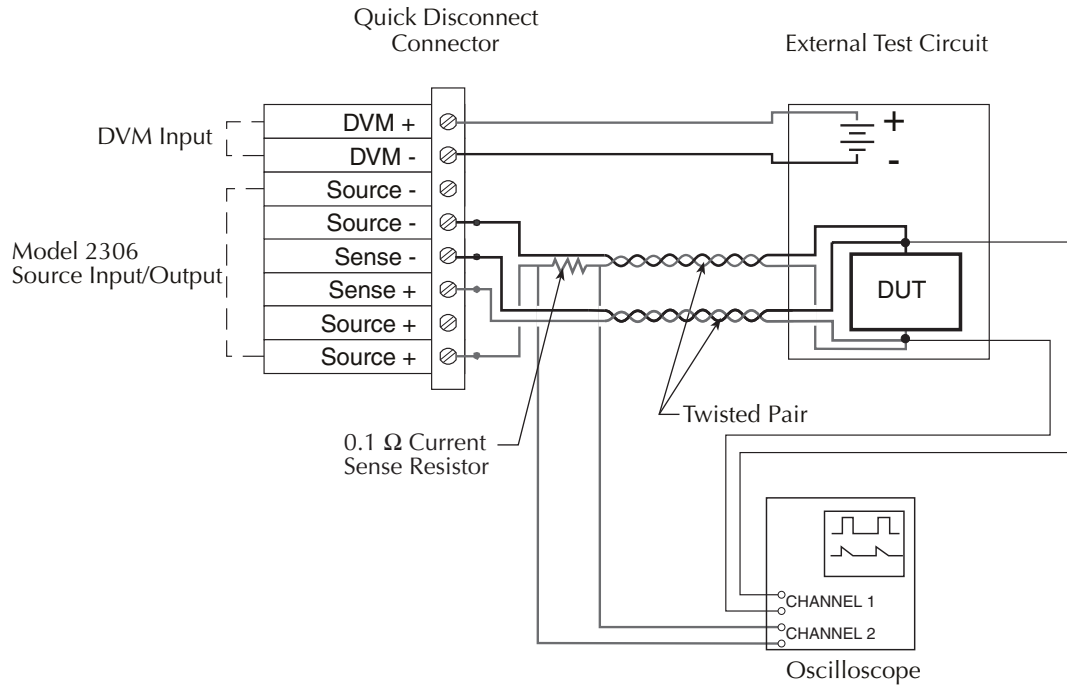 Quick Disconnect
Connector
External Test Circuit
DVM Input
DVM +
DVM -
Source -
Source -
Sense -
Sense +
Source +
Source +
+
-
Model 2306
Source Input/Output
DUT
Twisted Pair
0.1 Ω Current
Sense Resistor
CHANNEL 1
CHANNEL 2
Oscilloscope